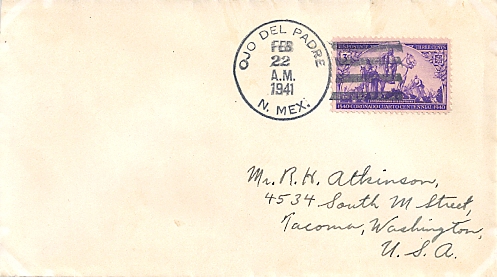 OJO DEL PADRE
FEB
22
A.M.
1941
N. MEX.
U.S. POSTAGE THREE CENTS
1540 CORONADO CUARTO CENTENNIAL 1940
Mr. R. H. Atkinson,
4534 South M Street,
Tacoma, Washington,
U. S. A.